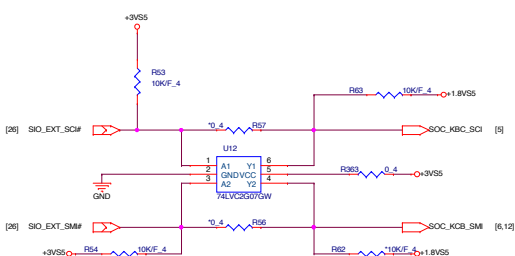 +3VS5
R53
10K/F_4
R63 10K/F_4 +1.8VS5
[26] SIO_EXT_SCI# *0_4 R57 SOC_KBC_SCI [5]
U12
1 A1 Y1 6
2 GND VCC 5 R363 0_4 +3VS5
3 A2 Y2 4
74LVC2G07GW
GND
[26] SIO_EXT_SMI# *0_4 R56 SOC_KCB_SMI [6,12]
+3VS5 R54 10K/F_4 R62 *10K/F_4 +1.8VS5